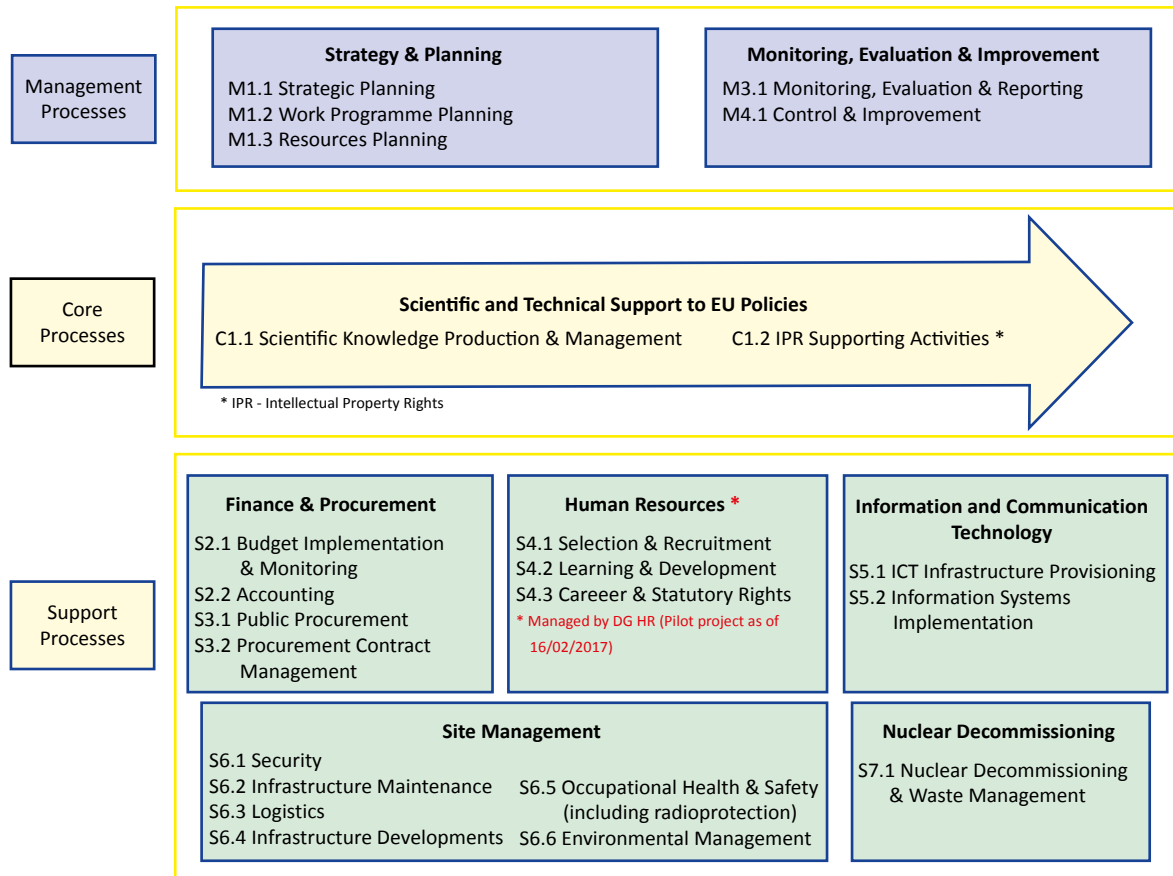 Management
Processes
Strategy & Planning
M1.1 Strategic Planning
M1.2 Work Programme Planning
M1.3 Resources Planning
Monitoring, Evaluation & Improvement
M3.1 Monitoring, Evaluation & Reporting
M4.1 Control & Improvement
Core
Processes
Scientific and Technical Support to EU Policies
C1.1 Scientific Knowledge Production & Management
C1.2 IPR Supporting Activities *
* IPR - Intellectual Property Rights
Support
Processes
Finance & Procurement
S2.1 Budget Implementation
& Monitoring
S2.2 Accounting
S3.1 Public Procurement
S3.2 Procurement Contract
Management
Human Resources *
S4.1 Selection & Recruitment
S4.2 Learning & Development
S4.3 Careeer & Statutory Rights
* Managed by DG HR (Pilot project as of
16/02/2017)
Information and Communication
Technology
S5.1 ICT Infrastructure Provisioning
S5.2 Information Systems
Implementation
Site Management
S6.1 Security
S6.2 Infrastructure Maintenance
S6.3 Logistics
S6.4 Infrastructure Developments
S6.5 Occupational Health & Safety
(including radioprotection)
S6.6 Environmental Management
Nuclear Decommissioning
S7.1 Nuclear Decommissioning
& Waste Management